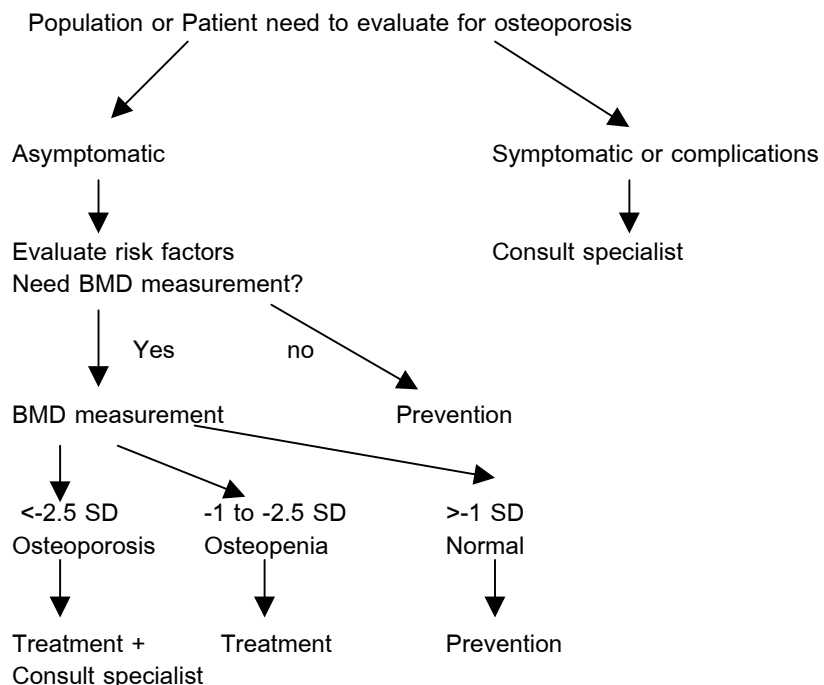 Population or Patient need to evaluate for osteoporosis
Asymptomatic
Symptomatic or complications
Evaluate risk factors
Need BMD measurement?
Consult specialist
Yes
no
BMD measurement
Prevention
<-2.5 SD
Osteoporosis
-1 to -2.5 SD
Osteopenia
>-1 SD
Normal
Treatment +
Consult specialist
Treatment
Prevention